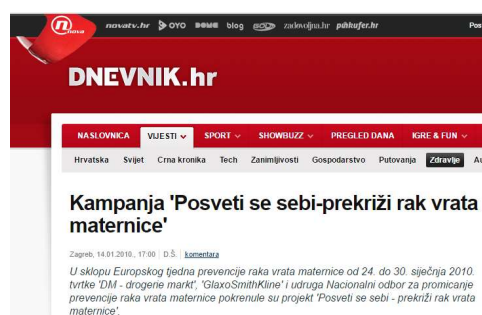 nova
novatv.hr OYO DOMA blog GOLD zadovoljna.hr punkufer.hr Pos
DNEVNIK.hr
NASLOVNICA VIJESTI SPORT SHOWBUZZ PREGLED DANA IGRE & FUN
Hrvatska Svijet Crna kronika Tech Zanimljivosti Gospodarstvo Putovanja Zdravlje Au
Kampanja 'Posveti se sebi-prekriži rak vrata
maternice'
Zagreb, 14.01.2010., 17:00 | D.Š. | komentara
U sklopu Europskog tjedna prevencije raka vrata maternice od 24. do 30. siječnja 2010.
tvrtke 'DM - drogerie markt', 'GlaxoSmithKline' i udruga Nacionalni odbor za promicanje
prevencije raka vrata maternice pokrenule su projekt 'Posveti se sebi - prekriži rak vrata
maternice'.